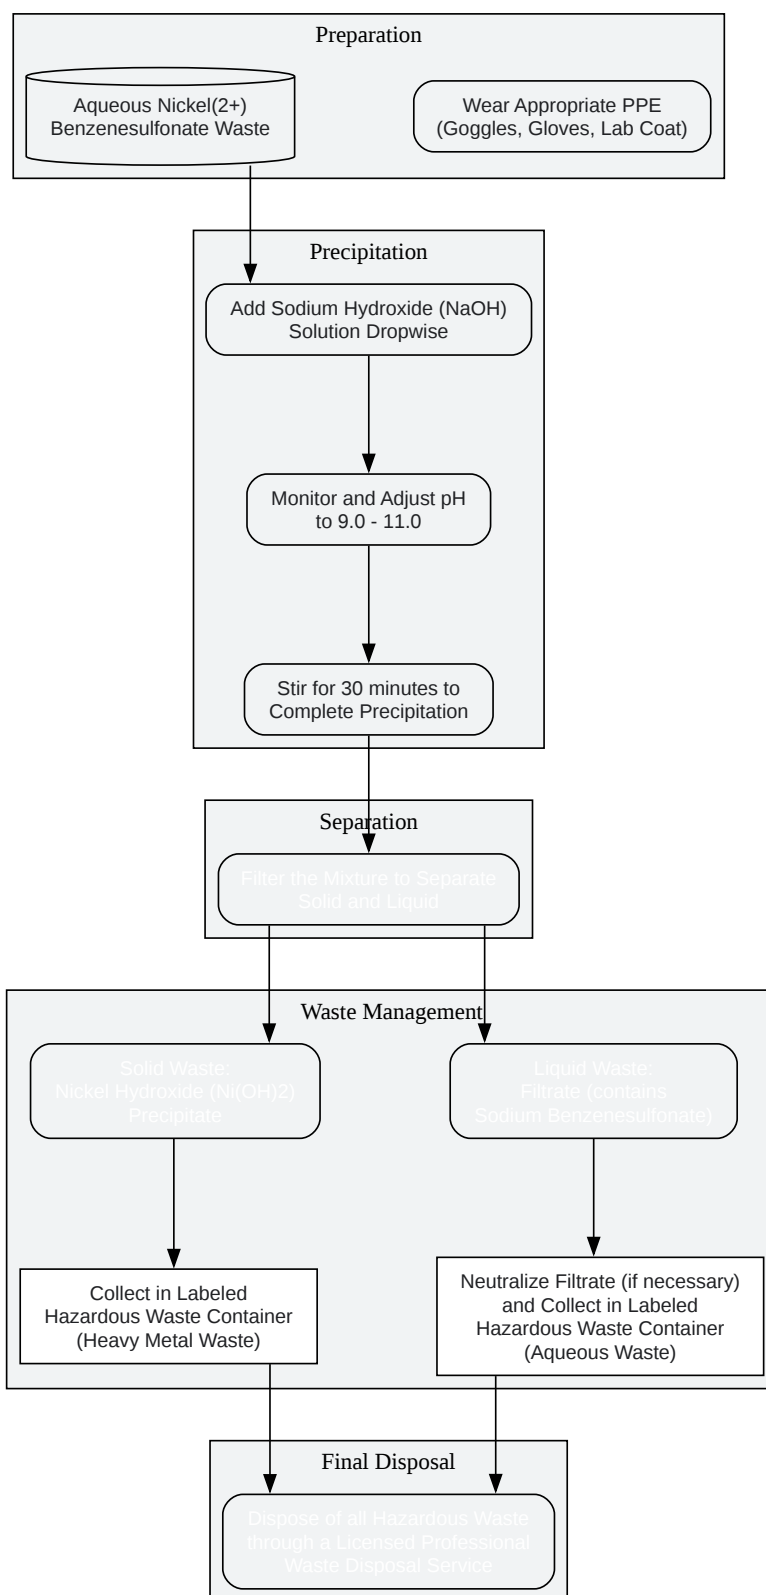 Preparation
Aqueous Nickel(2+)
Benzenesulfonate Waste
Wear Appropriate PPE
(Goggles, Gloves, Lab Coat)
Precipitation
Add Sodium Hydroxide (NaOH)
Solution Dropwise
Monitor and Adjust pH
to 9.0 - 11.0
Stir for 30 minutes to
Complete Precipitation
Separation
Filter the Mixture to Separate
Solid and Liquid
Waste Management
Solid Waste:
Nickel Hydroxide (Ni(OH)2)
Precipitate
Liquid Waste:
Filtrate (contains
Sodium Benzenesulfonate)
Collect in Labeled
Hazardous Waste Container
(Heavy Metal Waste)
Neutralize Filtrate (if necessary)
and Collect in Labeled
Hazardous Waste Container
(Aqueous Waste)
Final Disposal
Dispose of all Hazardous Waste
through a Licensed Professional
Waste Disposal Service